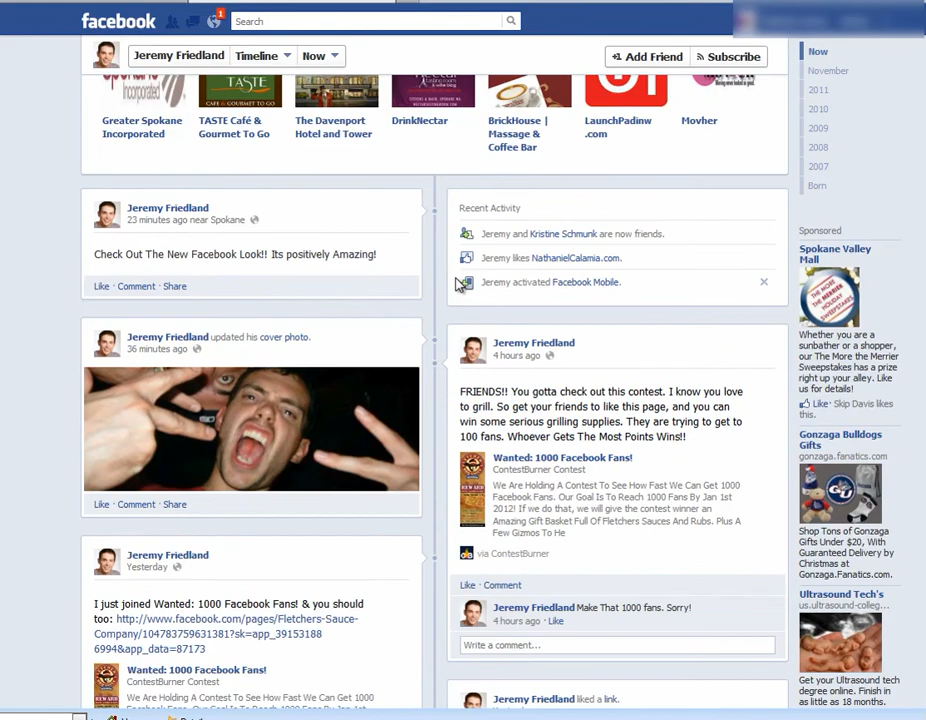 facebook
1
Search
Jeremy Friedland
Timeline
Now
+1 Add Friend
Subscribe
Incorporated
TASTE
CAFE & GOURMET TO GO
Greater Spokane
Incorporated
TASTE Café &
Gourmet To Go
The Davenport
Hotel and Tower
DrinkNectar
BrickHouse |
Massage &
Coffee Bar
LaunchPadinw
.com
Movher
Now
November
2011
2010
2009
2008
2007
Born
Jeremy Friedland
23 minutes ago near Spokane
Check Out The New Facebook Look!! Its positively Amazing!
Like · Comment · Share
Recent Activity
Jeremy and Kristine Schmunk are now friends.
Jeremy likes NathanielCalamia.com.
Jeremy activated Facebook Mobile.
Jeremy Friedland updated his cover photo.
36 minutes ago
Like · Comment · Share
Jeremy Friedland
4 hours ago
FRIENDS!! You gotta check out this contest. I know you love
to grill. So get your friends to like this page, and you can
win some serious grilling supplies. They are trying to get to
100 fans. Whoever Gets The Most Points Wins!!
Wanted: 1000 Facebook Fans!
ContestBurner Contest
We Are Holding A Contest To See How Fast We Can Get 1000
Facebook Fans. Our Goal Is To Reach 1000 Fans By Jan 1st
2012! If we do that, we will give the contest winner an
Amazing Gift Basket Full Of Fletchers Sauces And Rubs. Plus A
Few Gizmos To He
via ContestBurner
Like · Comment
Jeremy Friedland Make That 1000 fans. Sorry!
4 hours ago · Like
Write a comment...
Jeremy Friedland liked a link.
Jeremy Friedland
Yesterday
I just joined Wanted: 1000 Facebook Fans! & you should
too: http://www.facebook.com/pages/Fletchers-Sauce-
Company/104783759631381?sk=app_39153188
6994&app_data=87173
Wanted: 1000 Facebook Fans!
ContestBurner Contest
We Are Holding A Contest To See How Fast We Can Get 1000
Sponsored
Spokane Valley
Mall
Whether you are a
sunbather or a shopper,
our The More the Merrier
Sweepstakes has a prize
right up your alley. Like
us for details!
Like · Skip Davis likes
this.
Gonzaga Bulldogs
Gifts
gonzaga.fanatics.com
Shop Tons of Gonzaga
Gifts Under $20, With
Guaranteed Delivery by
Christmas at
Gonzaga.Fanatics.com.
Ultrasound Tech's
us.ultrasound-colleg...
Get your Ultrasound tech
degree online. Finish in
as little as 18 months.